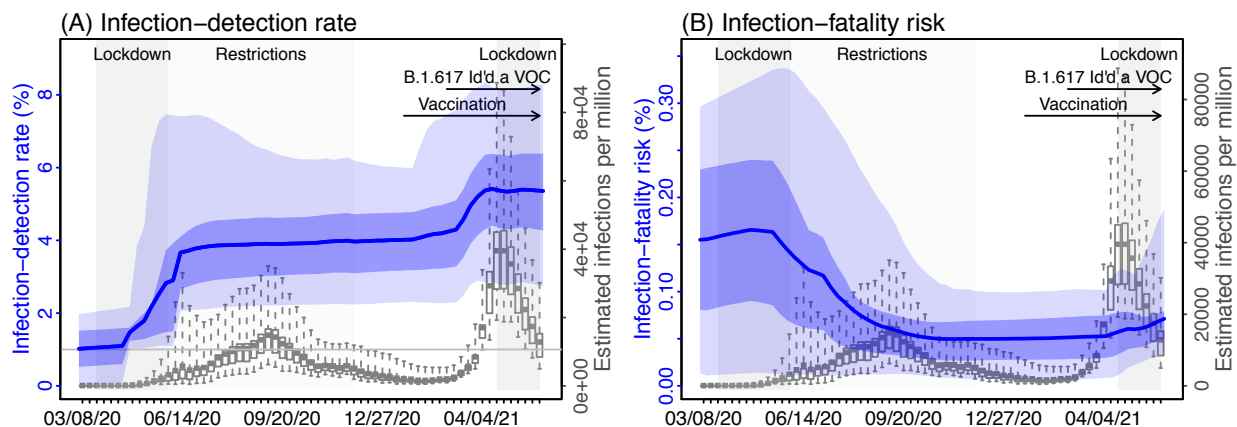 (A) Infection−detection rate
Lockdown
Restrictions
Lockdown
B.1.617 Id'd a VOC
Vaccination
Infection−detection rate (%)
0
2
4
6
8
Estimated infections per million
0e+00
4e+04
8e+04
03/08/20
06/14/20
09/20/20
12/27/20
04/04/21
(B) Infection−fatality risk
Lockdown
Restrictions
Lockdown
B.1.617 Id'd a VOC
Vaccination
Infection−fatality risk (%)
0.00
0.10
0.20
0.30
Estimated infections per million
0
20000
40000
60000
80000
03/08/20
06/14/20
09/20/20
12/27/20
04/04/21